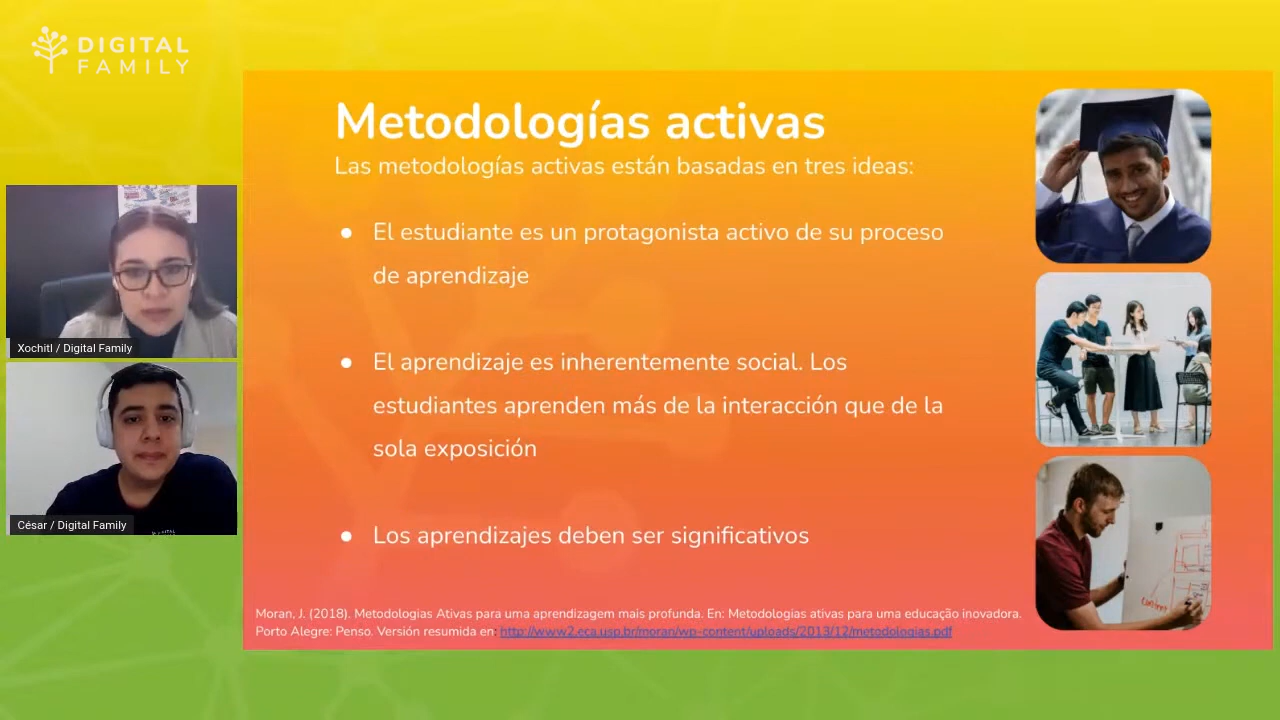 DIGITAL
FAMILY
Metodologías activas
Las metodologías activas están basadas en tres ideas:
● El estudiante es un protagonista activo de su proceso
de aprendizaje
● El aprendizaje es inherentemente social. Los
estudiantes aprenden más de la interacción que de la
sola exposición
● Los aprendizajes deben ser significativos
Moran, J. (2018). Metodologias Ativas para uma aprendizagem mais profunda. En: Metodologias ativas para uma educação inovadora.
Porto Alegre: Penso. Versión resumida en: http://www2.eca.usp.br/moran/wp-content/uploads/2013/12/metodologias.pdf
Xochitl / Digital Family
César / Digital Family